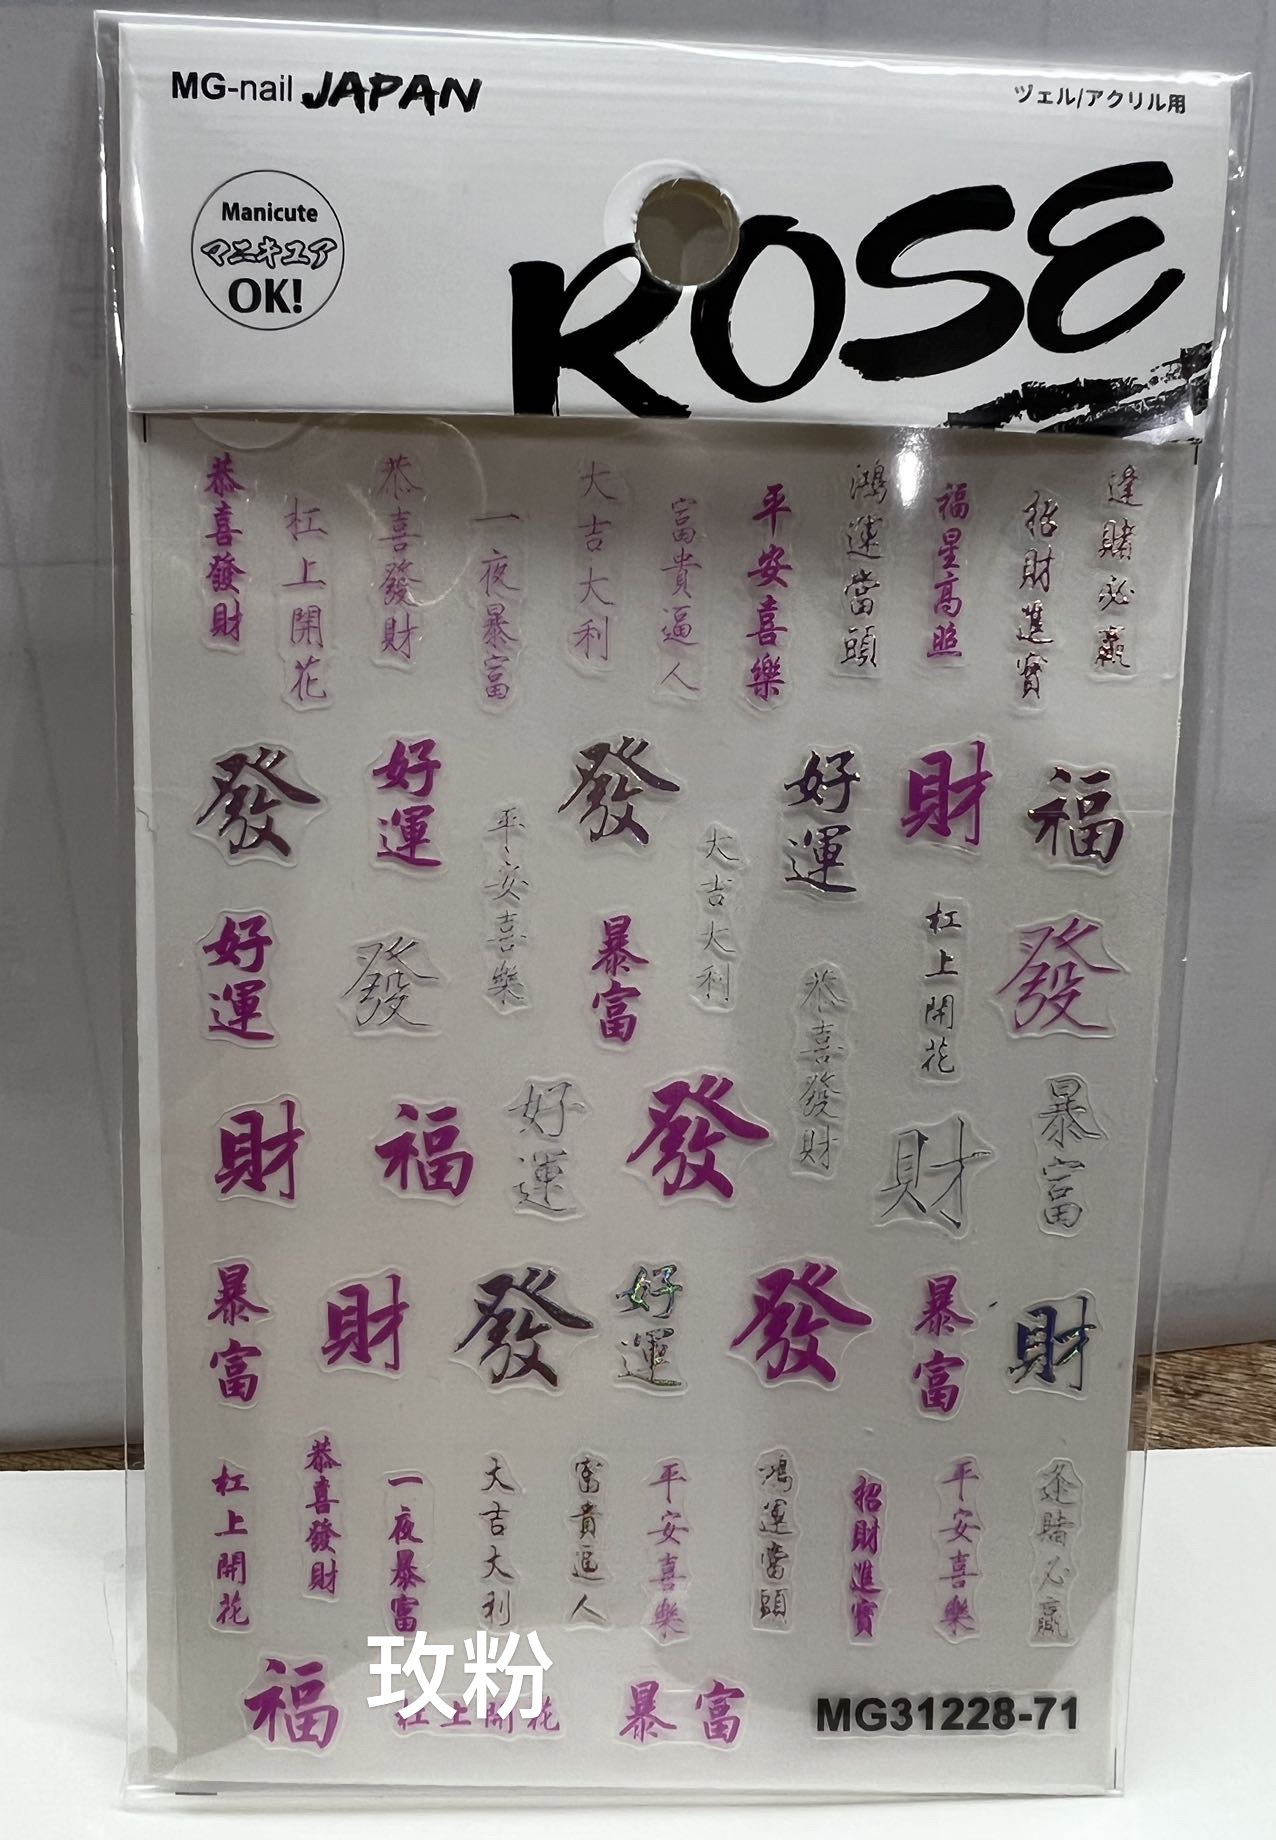 MG-nail JAPAN
ヅェル/アクリル用
Manicute
マニキュア
OK!
ROSE
恭喜發財
杠上開花
恭喜發財
一夜暴富
大吉大利
富貴逼人
平安喜樂
鴻運當頭
福星高照
招財進寳
逢賭必贏
發
好運
平安喜樂
發
大吉大利
好運
財
福
好運
發
暴富
恭喜發財
杠上開花
發
財
福
好運
發
財
暴富
暴富
財
發
好運
發
暴富
財
杠上開花
恭喜發財
一夜暴富
大吉大利
富貴逼人
平安喜樂
鴻運當頭
招財進寳
平安喜樂
逢賭必贏
福
玫粉
杠上開花
暴富
MG31228-71